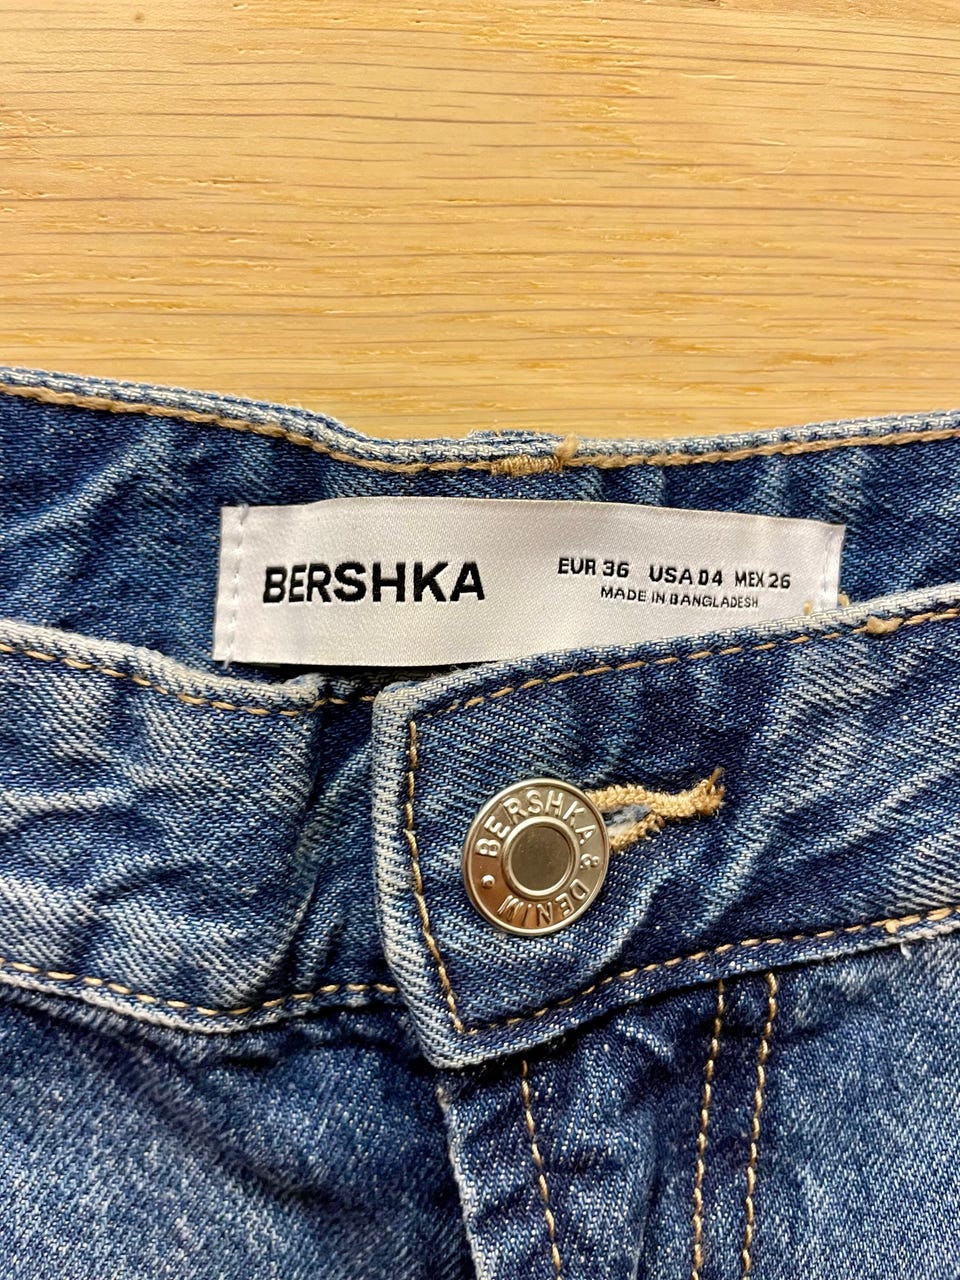 BERSHKA
EUR 36 USA 04 MEX 26
MADE IN BANGLADESH
BERSHKA & DENIM